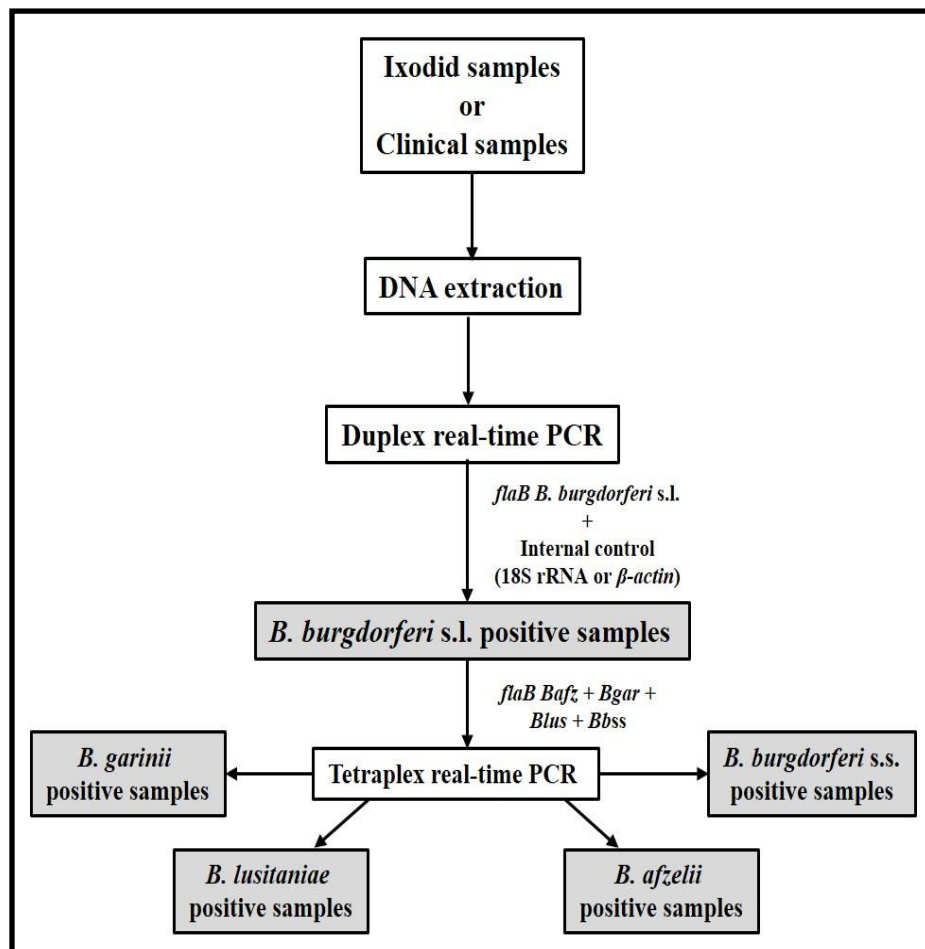 Ixodid samples
or
Clinical samples
DNA extraction
Duplex real-time PCR
flaB B. burgdorferi s.l.
+
Internal control
(18S rRNA or β-actin)
B. burgdorferi s.l. positive samples
flaB Bafz + Bgar +
Blus + Bbss
B. garinii
positive samples
Tetraplex real-time PCR
B. burgdorferi s.s.
positive samples
B. lusitaniae
positive samples
B. afzelii
positive samples